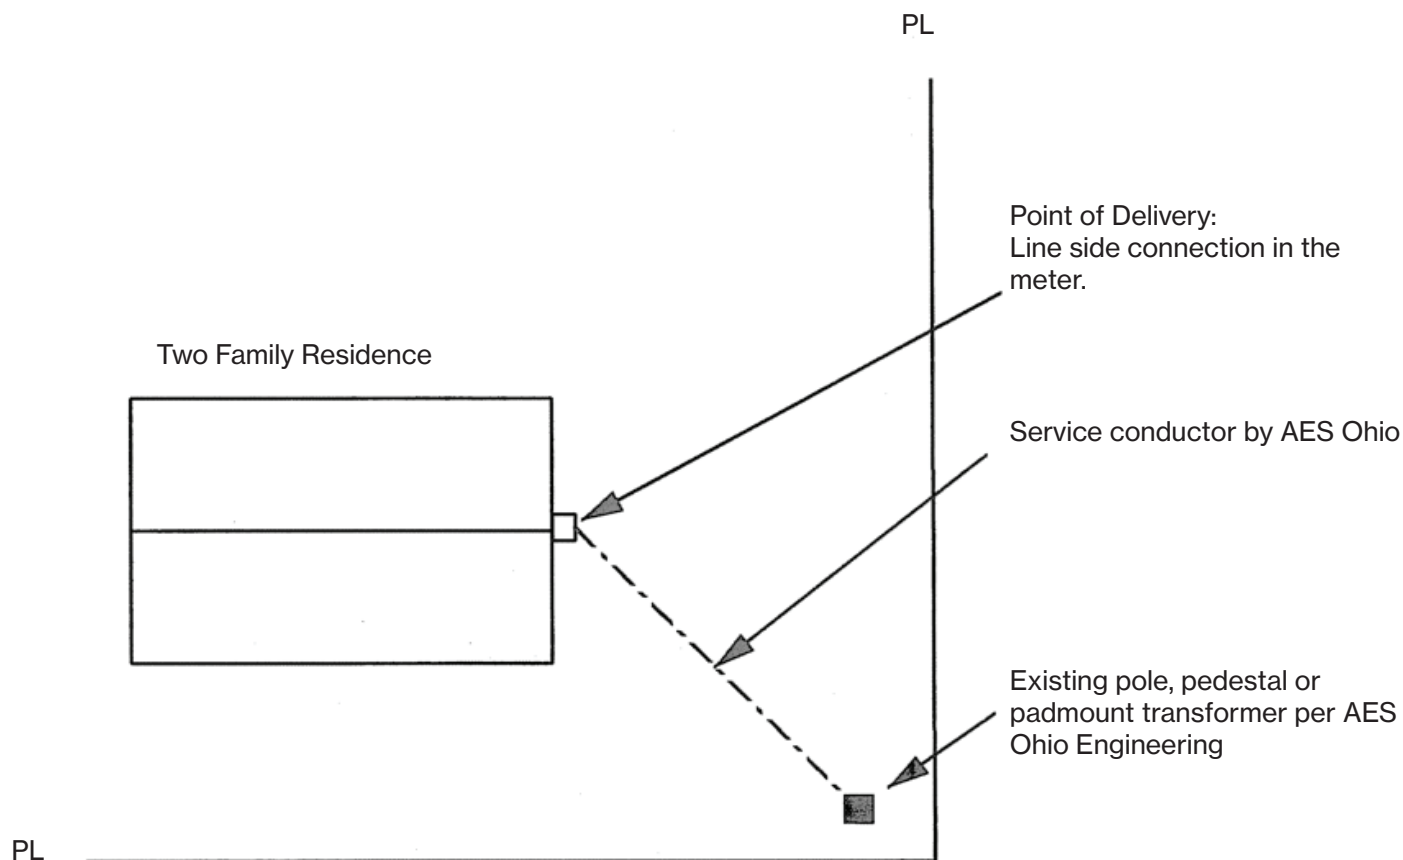 PL
Point of Delivery:
Line side connection in the
meter.
Two Family Residence
Service conductor by AES Ohio
Existing pole, pedestal or
padmount transformer per AES
Ohio Engineering
PL